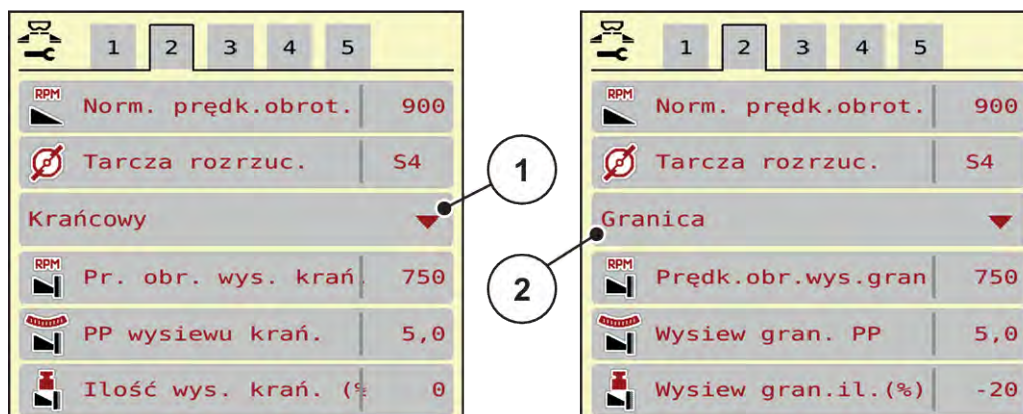 1 2 3 4 5
RPM Norm. prędk.obrot. 900
Tarcza rozrzuc. S4
Krańcowy
RPM Pr. obr. wys. krań. 750
PP wysiewu krań. 5,0
Ilość wys. krań. (% 0
1
2
1 2 3 4 5
RPM Norm. prędk.obrot. 900
Tarcza rozrzuc. S4
Granica
RPM Prędk.obr.wys.gran 750
Wysiew gran. PP 5,0
Wysiew gran.il.(%) -20